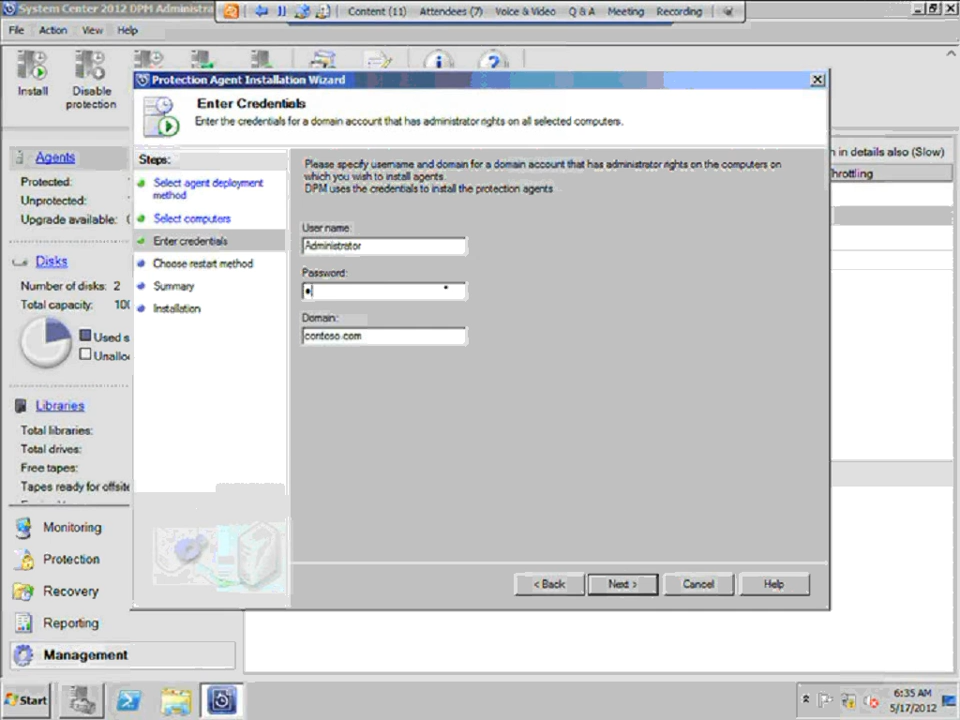 System Center 2012 DPM Administra
Content (11) Attendees (7) Voice & Video Q & A Meeting Recording
File Action View Help
Install
Disable protection
Protection Agent Installation Wizard
Enter Credentials
Enter the credentials for a domain account that has administrator rights on all selected computers.
Agents
Protected:
Unprotected:
Upgrade available:
Disks
Number of disks: 2
Total capacity: 100
Used s
Unalloc
Libraries
Total libraries:
Total drives:
Free tapes:
Tapes ready for offsite
Monitoring
Protection
Recovery
Reporting
Management
Steps:
Select agent deployment
method
Select computers
Enter credentials
Choose restart method
Summary
Installation
Please specify username and domain for a domain account that has administrator rights on the computers on
which you wish to install agents.
DPM uses the credentials to install the protection agents
User name:
Administrator
Password:
Domain:
contoso.com
< Back Next > Cancel Help
h in details also (Slow)
hrottling
Start
6:35 AM
5/17/2012